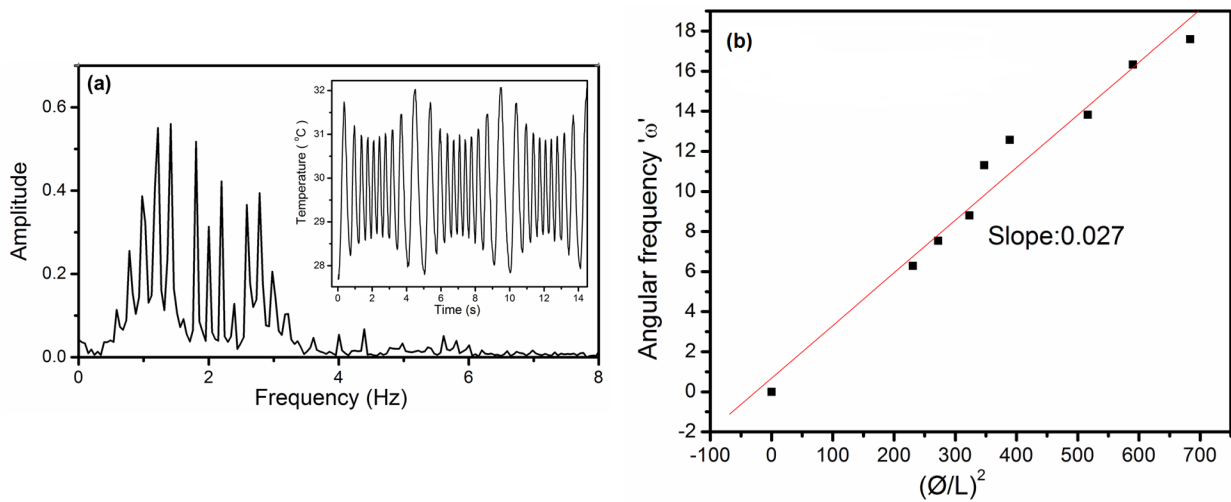 (a)
Amplitude
0.6
0.4
0.2
0.0
0 2 4 6 8
Frequency (Hz)
Temperature ( °C)
32
31
30
29
28
0 2 4 6 8 10 12 14
Time (s)
(b)
Angular frequency 'ω'
18
16
14
12
10
8
6
4
2
0
-2
Slope:0.027
-100 0 100 200 300 400 500 600 700
(Ø/L)²